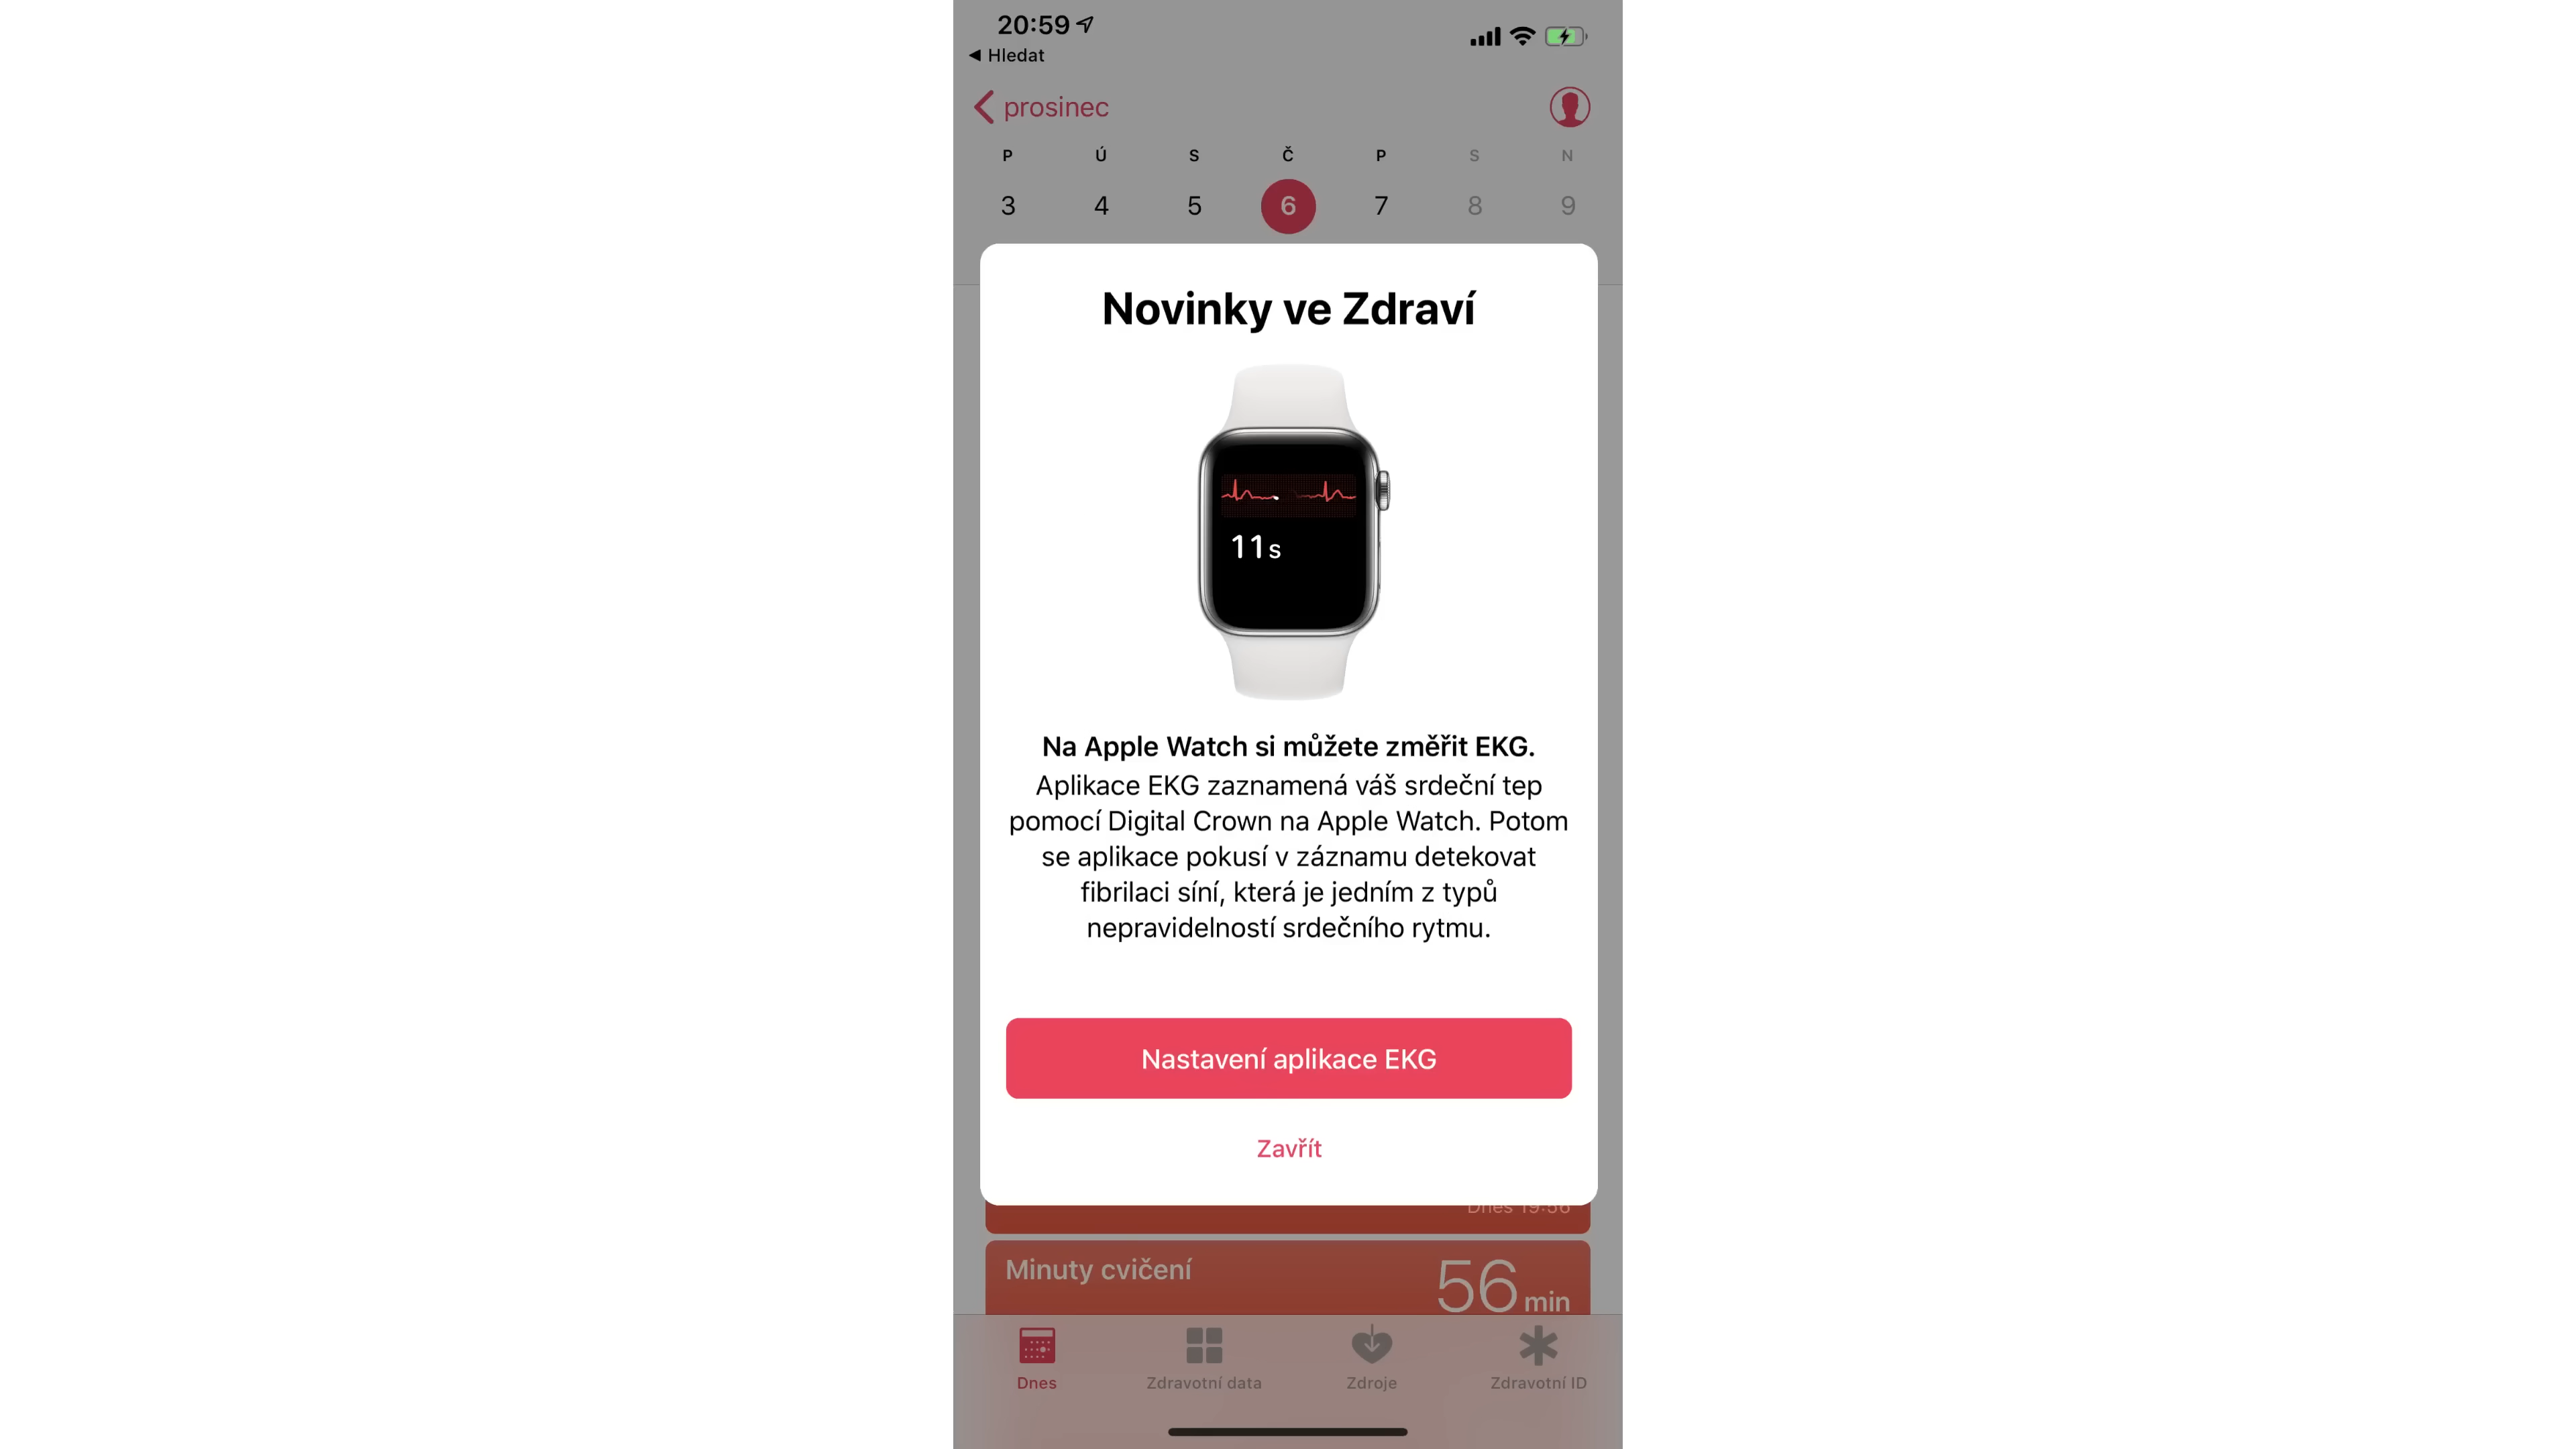 20:59
◀ Hledat
prosinec
P Ú S Č P S N
3 4 5 6 7 8 9
Novinky ve Zdraví
11s
Na Apple Watch si můžete změřit EKG.
Aplikace EKG zaznamená váš srdeční tep
pomocí Digital Crown na Apple Watch. Potom
se aplikace pokusí v záznamu detekovat
fibrilaci síní, která je jedním z typů
nepravidelností srdečního rytmu.
Nastavení aplikace EKG
Zavřít
Dnes 19:56
Minuty cvičení
56 min
Dnes Zdravotní data Zdroje Zdravotní ID